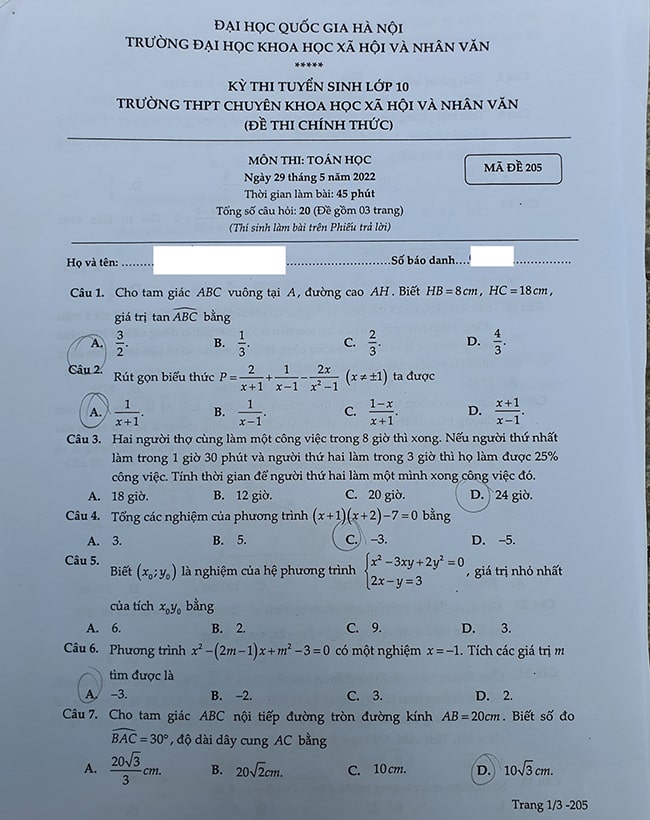 ĐẠI HỌC QUỐC GIA HÀ NỘI
TRƯỜNG ĐẠI HỌC KHOA HỌC XÃ HỘI VÀ NHÂN VĂN
*****
KỲ THI TUYỂN SINH LỚP 10
TRƯỜNG THPT CHUYÊN KHOA HỌC XÃ HỘI VÀ NHÂN VĂN
(ĐỀ THI CHÍNH THỨC)
MÔN THI: TOÁN HỌC
MÃ ĐỀ 205
Ngày 29 tháng 5 năm 2022
Thời gian làm bài: 45 phút
Tổng số câu hỏi: 20 (Đề gồm 03 trang)
(Thí sinh làm bài trên Phiếu trả lời)
Họ và tên: ........ Số báo danh........
Câu 1. Cho tam giác ABC vuông tại A, đường cao AH. Biết HB = 8cm, HC = 18cm,
giá trị tan \widehat{ABC} bằng
A. 3/2. B. 1/3. C. 2/3. D. 4/3.
Câu 2. Rút gọn biểu thức P = 2/(x+1) + 1/(x−1) − 2x/(x²−1) (x ≠ ±1) ta được
A. 1/(x+1). B. 1/(x−1). C. (1−x)/(x+1). D. (x+1)/(x−1).
Câu 3. Hai người thợ cùng làm một công việc trong 8 giờ thì xong. Nếu người thứ nhất
làm trong 1 giờ 30 phút và người thứ hai làm trong 3 giờ thì họ làm được 25%
công việc. Tính thời gian để người thứ hai làm một mình xong công việc đó.
A. 18 giờ. B. 12 giờ. C. 20 giờ. D. 24 giờ.
Câu 4. Tổng các nghiệm của phương trình (x+1)(x+2)−7=0 bằng
A. 3. B. 5. C. −3. D. −5.
Câu 5. Biết (x₀; y₀) là nghiệm của hệ phương trình { x²−3xy+2y²=0 ; 2x−y=3 , giá trị nhỏ nhất
của tích x₀y₀ bằng
A. 6. B. 2. C. 9. D. 3.
Câu 6. Phương trình x²−(2m−1)x+m²−3=0 có một nghiệm x=−1. Tích các giá trị m
tìm được là
A. −3. B. −2. C. 3. D. 2.
Câu 7. Cho tam giác ABC nội tiếp đường tròn đường kính AB = 20cm. Biết số đo
\widehat{BAC} = 30°, độ dài dây cung AC bằng
A. 20√3/3 cm. B. 20√2cm. C. 10cm. D. 10√3 cm.
Trang 1/3 -205